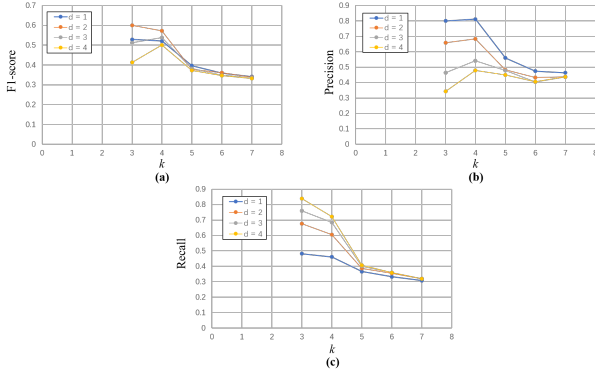 0.7
0.6
0.5
0.4
0.3
0.2
0.1
0
F1-score
d = 1
d = 2
d = 3
d = 4
0 1 2 3 4 5 6 7 8
k
(a)
0.9
0.8
0.7
0.6
0.5
0.4
0.3
0.2
0.1
0
Precision
d = 1
d = 2
d = 3
d = 4
0 1 2 3 4 5 6 7 8
k
(b)
0.9
0.8
0.7
0.6
0.5
0.4
0.3
0.2
0.1
0
Recall
d = 1
d = 2
d = 3
d = 4
0 1 2 3 4 5 6 7 8
k
(c)